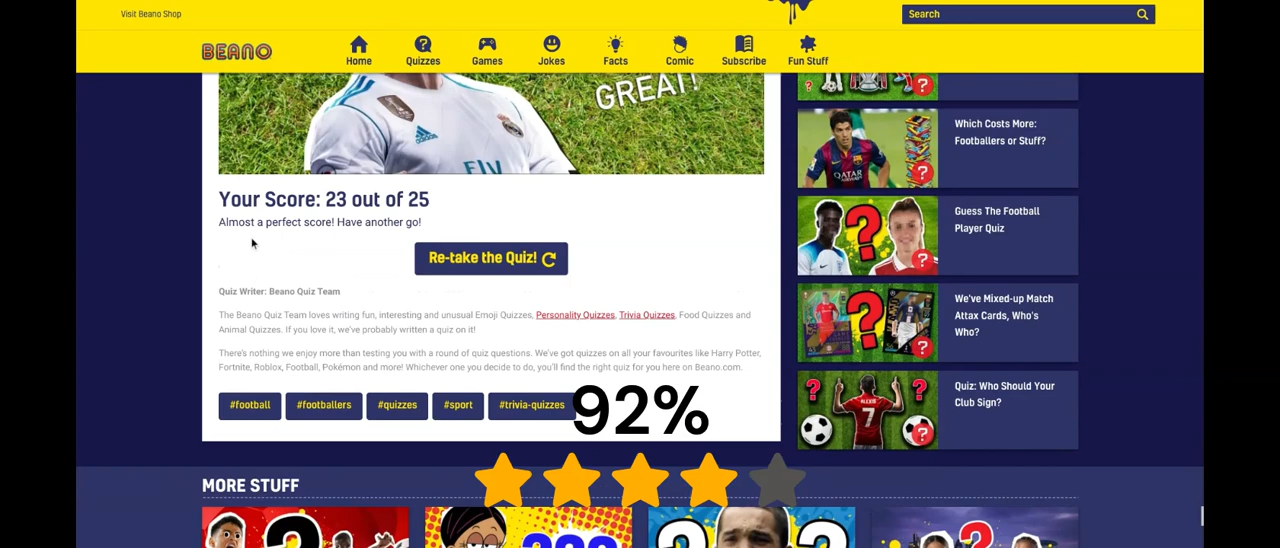 Visit Beano Shop
Search
BEANO
Home
Quizzes
Games
Jokes
Facts
Comic
Subscribe
Fun Stuff
GREAT!
Fly
Your Score: 23 out of 25
Almost a perfect score! Have another go!
Re-take the Quiz!
Quiz Writer: Beano Quiz Team
The Beano Quiz Team loves writing fun, interesting and unusual Emoji Quizzes, Personality Quizzes, Trivia Quizzes, Food Quizzes and
Animal Quizzes. If you love it, we've probably written a quiz on it!
There's nothing we enjoy more than testing you with a round of quiz questions. We've got quizzes on all your favourites like Harry Potter,
Fortnite, Roblox, Football, Pokémon and more! Whichever one you decide to do, you'll find the right quiz for you here on Beano.com.
#football
#footballers
#quizzes
#sport
#trivia-quizzes
92%
Which Costs More:
Footballers or Stuff?
QATAR
Guess The Football
Player Quiz
We've Mixed-up Match
Attax Cards, Who's
Who?
Quiz: Who Should Your
Club Sign?
ALEXIS
7
MORE STUFF
???